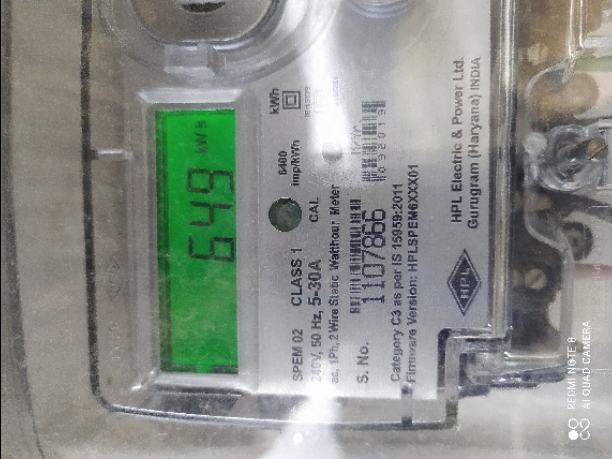 649 kWh
kWh
6400
imp/kWh
SPEM 02 CLASS 1
240V, 50 Hz, 5-30A CAL
ac, 1Ph, 2 Wire Static Watthour Meter
S. No. 1107866
092019
Category C3 as per IS 15959:2011
Firmware Version: HPLSPEM6XXX01
HPL
HPL Electric & Power Ltd.
Gurugram (Haryana) INDIA
REDMI NOTE 8
AI QUAD CAMERA